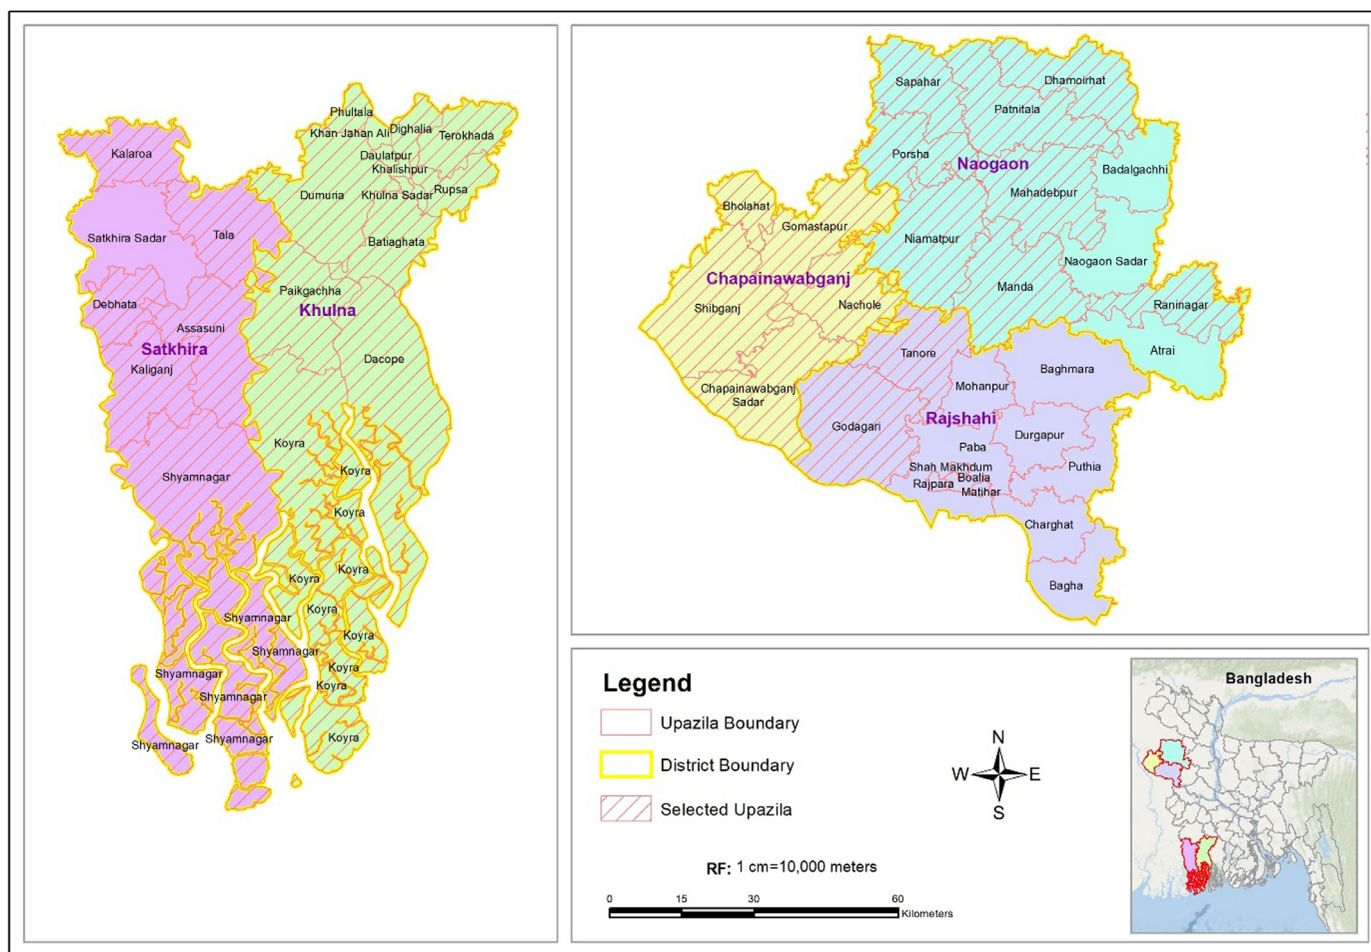 Phultala
Khan Jahan Ali
Dighalia
Terokhada
Kalaroa
Daulatpur
Khalishpur
Dumuria
Khulna Sadar
Rupsa
Satkhira Sadar
Tala
Batiaghata
Debhata
Paikgachha
Khulna
Assasuni
Satkhira
Kaliganj
Dacope
Koyra
Koyra
Shyamnagar
Koyra
Koyra
Koyra
Koyra
Shyamnagar
Koyra
Shyamnagar
Koyra
Shyamnagar
Koyra
Shyamnagar
Shyamnagar
Shyamnagar
Koyra
Sapahar
Dhamoirhat
Patnitala
Porsha
Naogaon
Badalgachhi
Mahadebpur
Bholahat
Gomastapur
Niamatpur
Naogaon Sadar
Chapainawabganj
Manda
Shibganj
Nachole
Raninagar
Tanore
Atrai
Baghmara
Chapainawabganj
Sadar
Mohanpur
Rajshahi
Godagari
Durgapur
Paba
Shah Makhdum
Puthia
Boalia
Rajpara
Matihar
Charghat
Bagha
Legend
Upazila Boundary
District Boundary
Selected Upazila
N
W E
S
RF: 1 cm=10,000 meters
0 15 30 60
Kilometers
Bangladesh